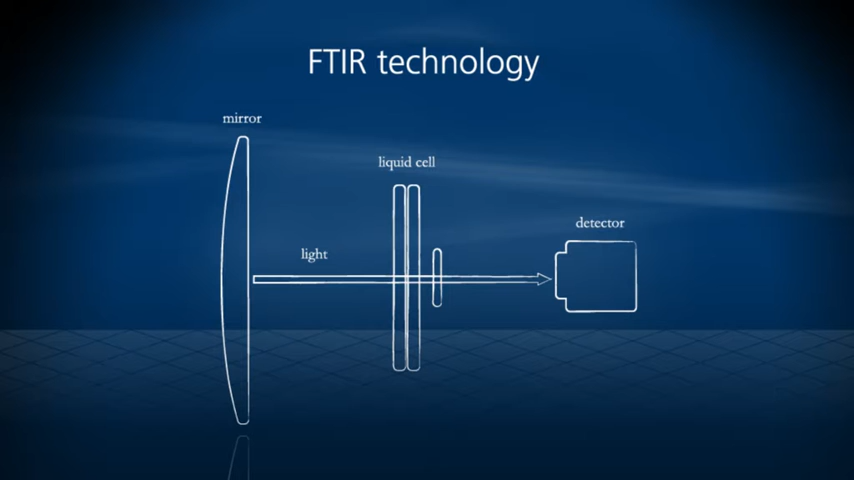 FTIR technology
mirror
liquid cell
detector
light